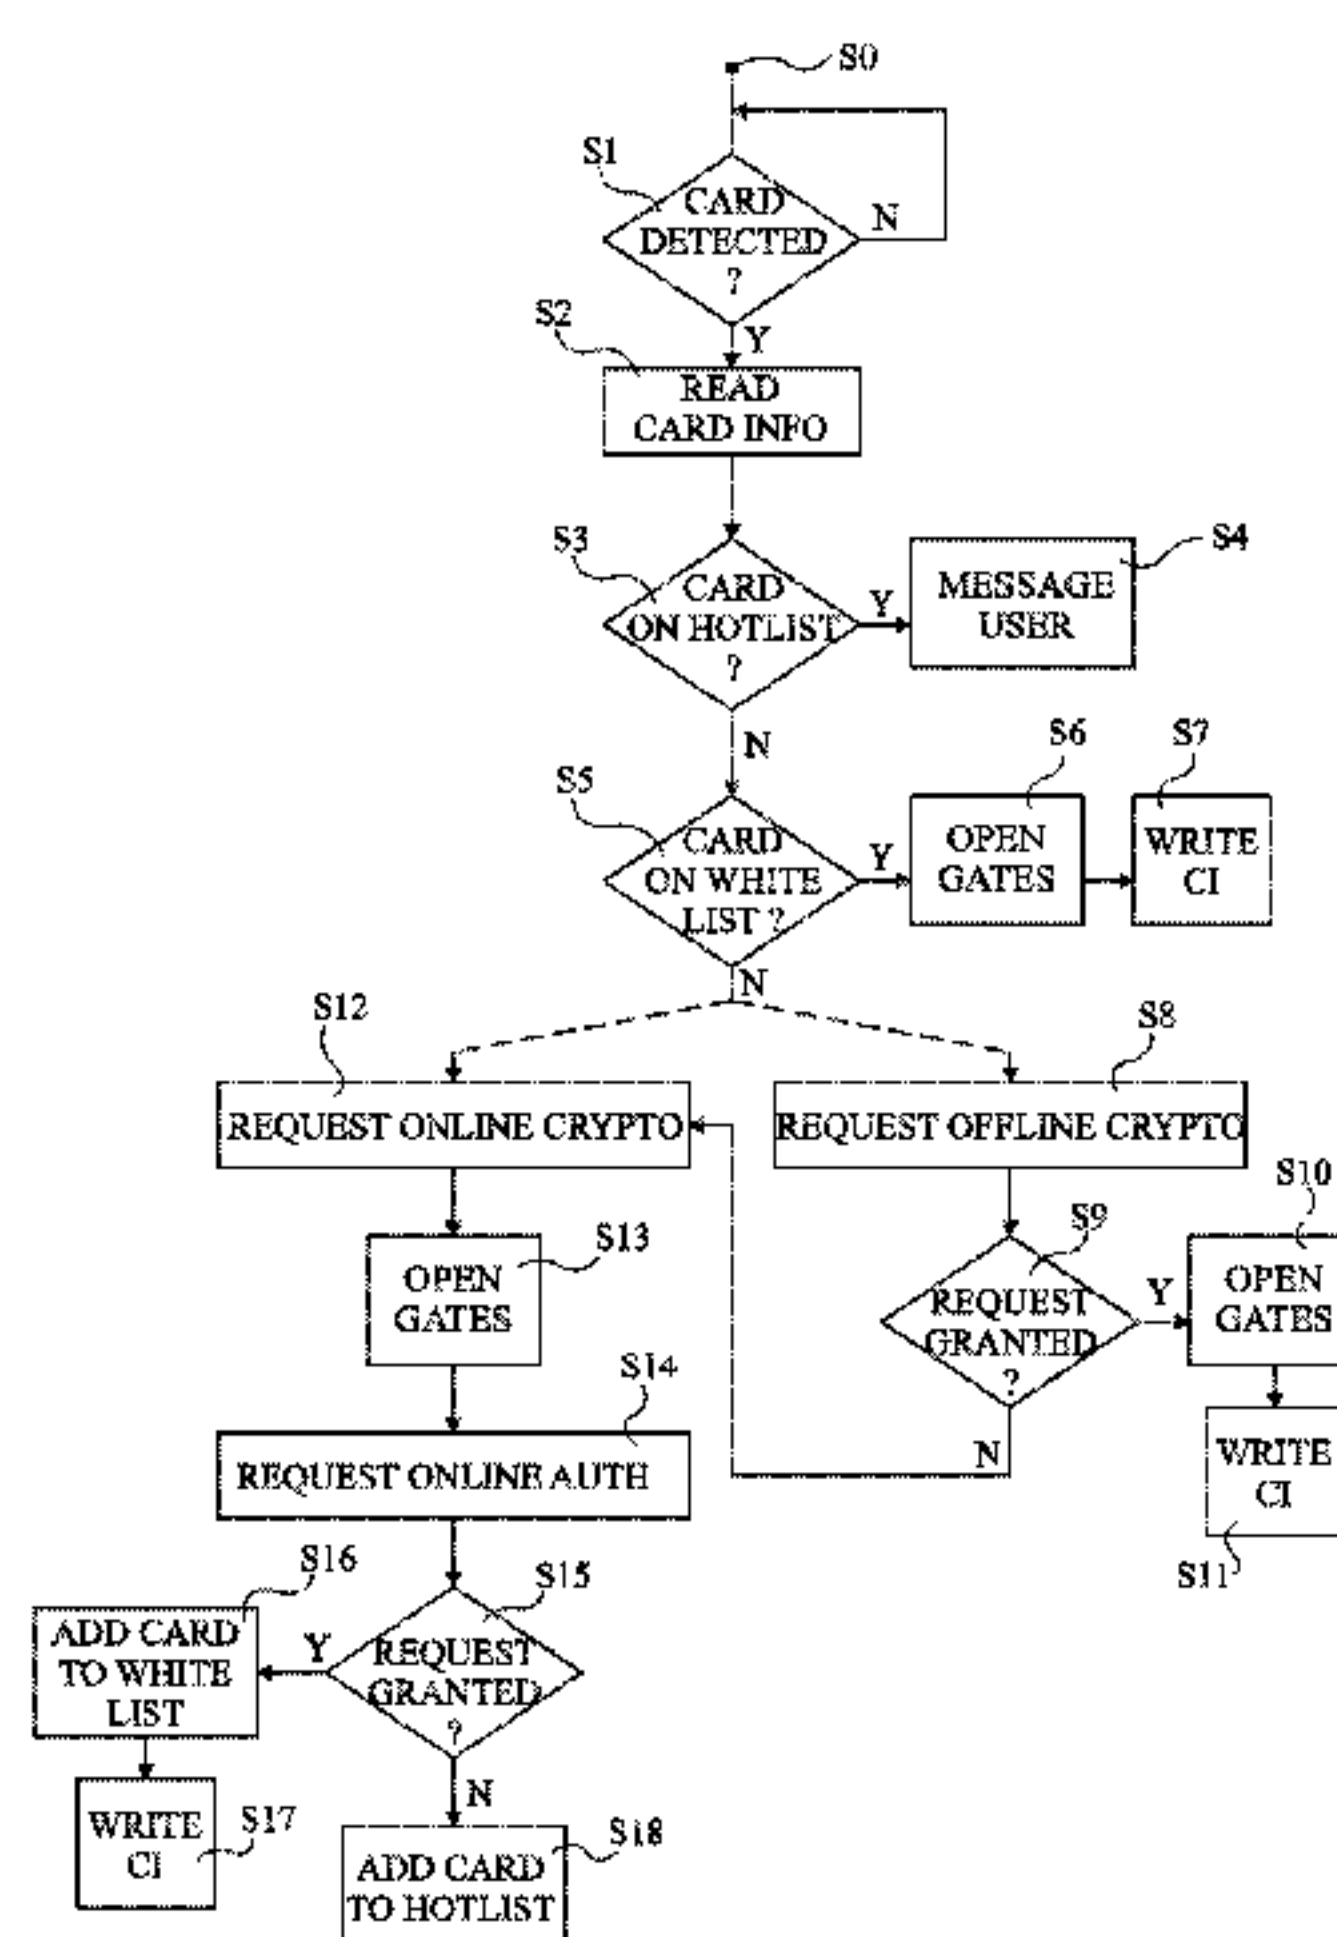 S0
S1
CARD
DETECTED
?
N
Y
S2
READ
CARD INFO
S3
CARD
ON HOTLIST
?
Y
S4
MESSAGE
USER
N
S5
CARD
ON WHITE
LIST ?
Y
S6
OPEN
GATES
S7
WRITE
CI
N
S12
REQUEST ONLINE CRYPTO
S8
REQUEST OFFLINE CRYPTO
S13
OPEN
GATES
S9
REQUEST
GRANTED
?
Y
S10
OPEN
GATES
N
S11
WRITE
CI
S14
REQUEST ONLINE AUTH
S15
REQUEST
GRANTED
?
Y
S16
ADD CARD
TO WHITE
LIST
S17
WRITE
CI
N
S18
ADD CARD
TO HOTLIST